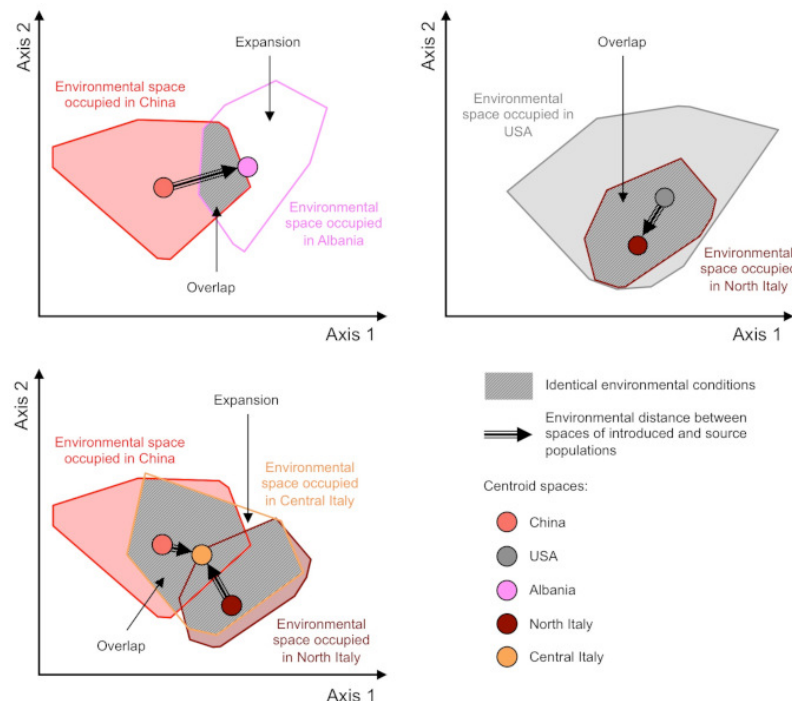 Axis 2
Expansion
Environmental space
occupied in China
Environmental
space occupied
in Albania
Overlap
Axis 1
Axis 2
Overlap
Environmental
space occupied in
USA
Environmental
space occupied
in North Italy
Axis 1
Axis 2
Expansion
Environmental space
occupied in China
Environmental
space occupied
in Central Italy
Overlap
Environmental
space occupied
in North Italy
Axis 1
Identical environmental conditions
Environmental distance between
spaces of introduced and source
populations
Centroid spaces:
China
USA
Albania
North Italy
Central Italy